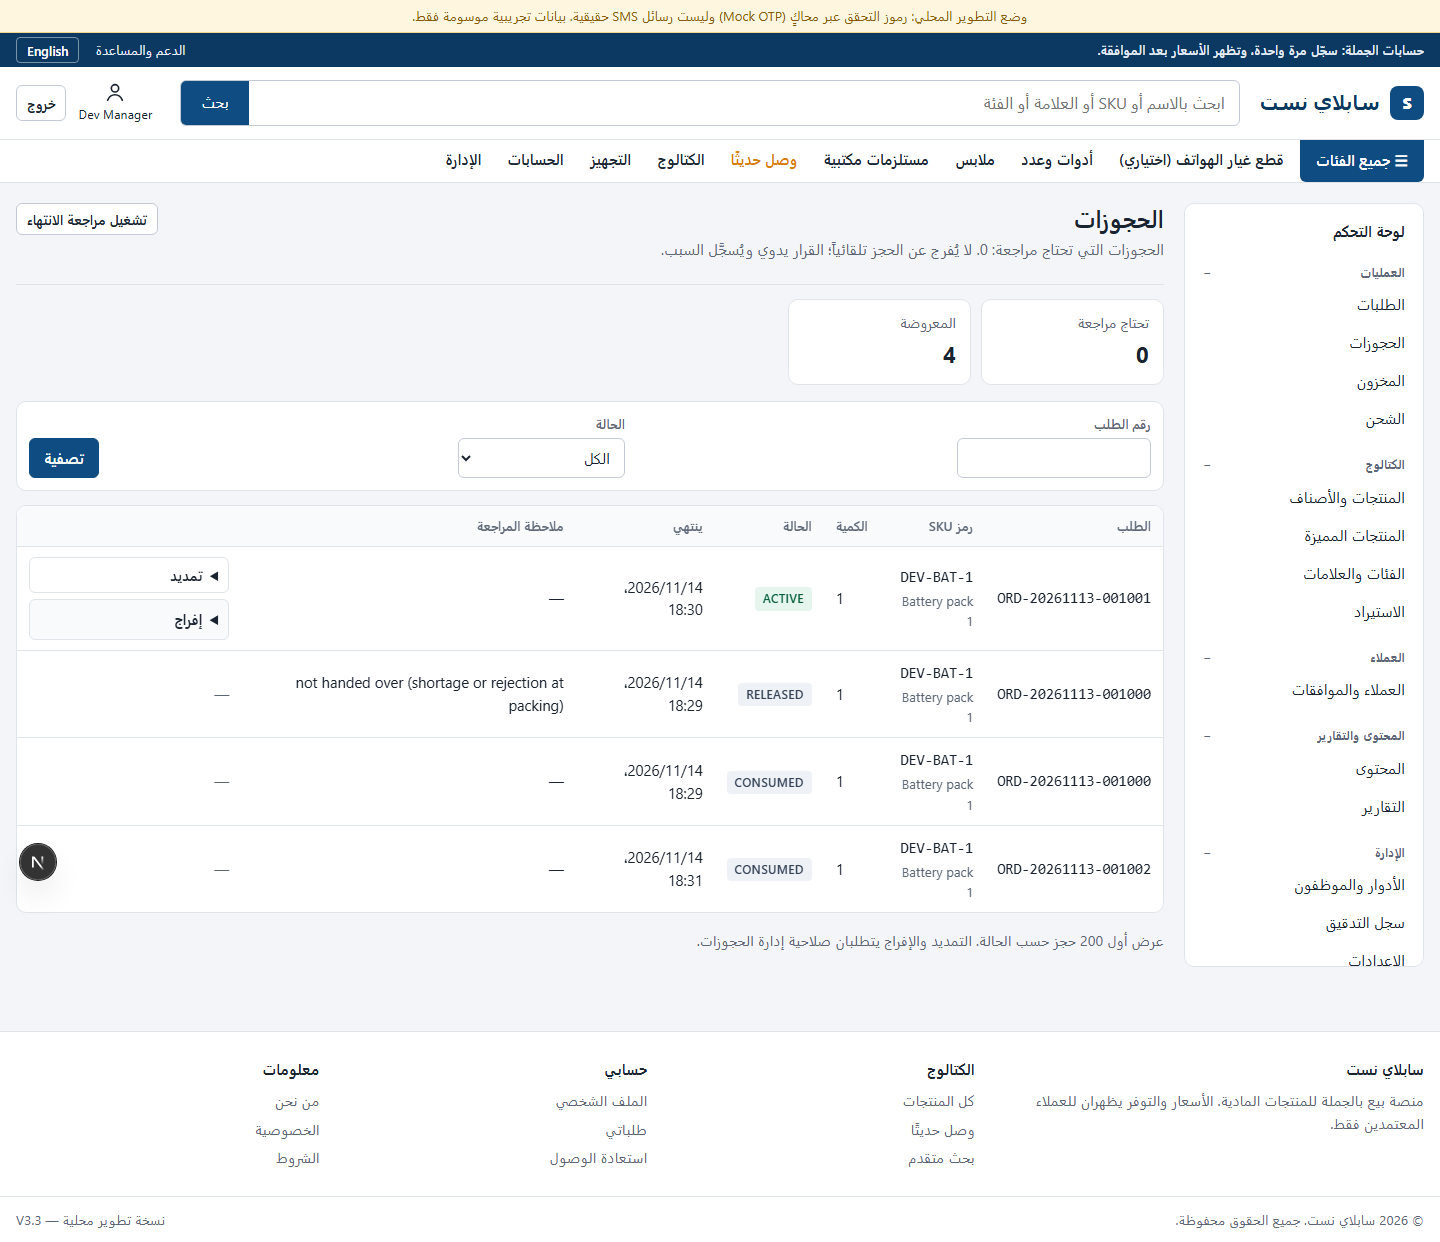 وضع التطوير المحلي: رموز التحقق عبر محاكٍ (Mock OTP) وليست رسائل SMS حقيقية. بيانات تجريبية موسومة فقط.
حسابات الجملة: سجّل مرة واحدة، وتظهر الأسعار بعد الموافقة.
الدعم والمساعدة
English
S
سابلاي نست
ابحث بالاسم أو SKU أو العلامة أو الفئة
بحث
Dev Manager
خروج
☰ جميع الفئات
قطع غيار الهواتف (اختياري)
أدوات وعدد
ملابس
مستلزمات مكتبية
وصل حديثًا
الكتالوج
التجهيز
الحسابات
الإدارة
لوحة التحكم
العمليات –
الطلبات
الحجوزات
المخزون
الشحن
الكتالوج –
المنتجات والأصناف
المنتجات المميزة
الفئات والعلامات
الاستيراد
العملاء –
العملاء والموافقات
المحتوى والتقارير –
المحتوى
التقارير
الإدارة –
الأدوار والموظفون
سجل التدقيق
الإعدادات
الحجوزات
الحجوزات التي تحتاج مراجعة: 0. لا يُفرج عن الحجز تلقائياً؛ القرار يدوي ويُسجَّل السبب.
تشغيل مراجعة الانتهاء
تحتاج مراجعة
0
المعروضة
4
رقم الطلب
الحالة
الكل
تصفية
الطلب رمز SKU الكمية الحالة ينتهي ملاحظة المراجعة
ORD-20261113-001001
DEV-BAT-1
Battery pack
1
1
ACTIVE
2026/11/14،
18:30
—
◀ تمديد
◀ إفراج
ORD-20261113-001000
DEV-BAT-1
Battery pack
1
1
RELEASED
2026/11/14،
18:29
not handed over (shortage or rejection at
packing)
—
ORD-20261113-001000
DEV-BAT-1
Battery pack
1
1
CONSUMED
2026/11/14،
18:29
—
—
ORD-20261113-001002
DEV-BAT-1
Battery pack
1
1
CONSUMED
2026/11/14،
18:31
—
—
N
عرض أول 200 حجز حسب الحالة. التمديد والإفراج يتطلبان صلاحية إدارة الحجوزات.
سابلاي نست
منصة بيع بالجملة للمنتجات المادية. الأسعار والتوفر يظهران للعملاء
المعتمدين فقط.
الكتالوج
كل المنتجات
وصل حديثًا
بحث متقدم
حسابي
الملف الشخصي
طلباتي
استعادة الوصول
معلومات
من نحن
الخصوصية
الشروط
© 2026 سابلاي نست. جميع الحقوق محفوظة.
نسخة تطوير محلية — V3.3